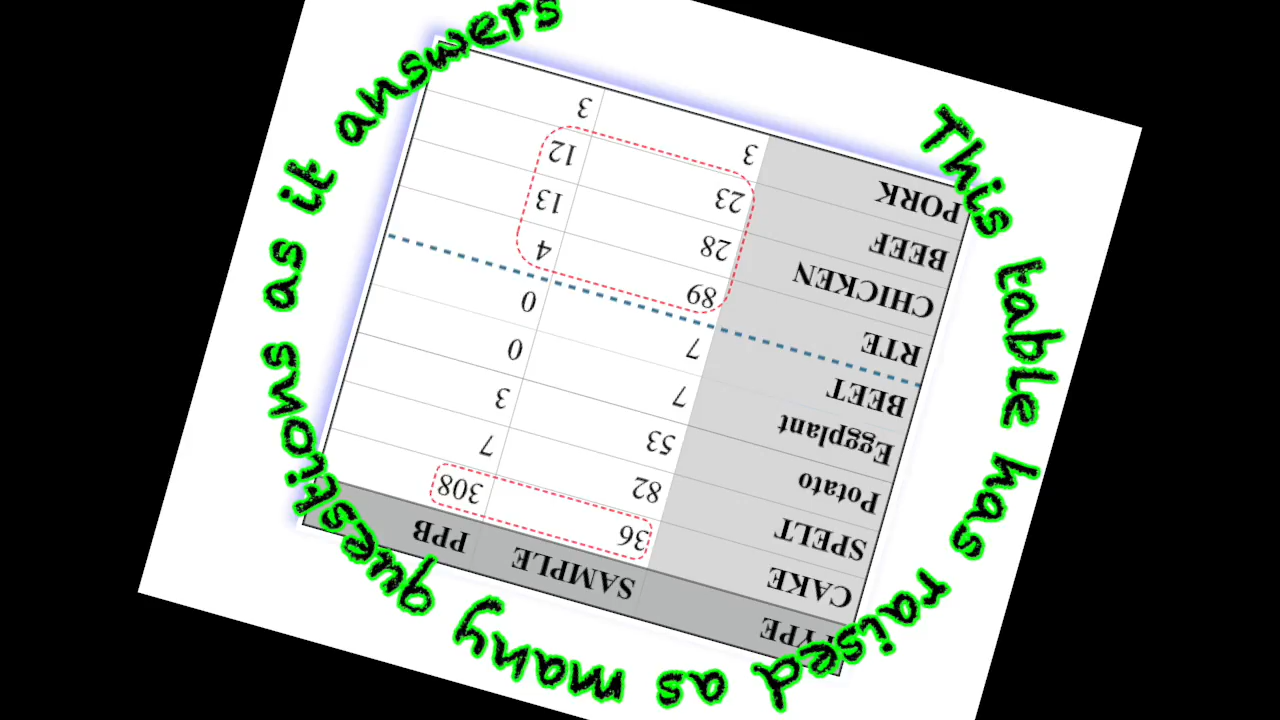 This table has raised as many questions as it answers
TYPE SAMPLE PPB
CAKE 36 308
SPELT 82 7
Potato 53 3
Eggplant 7 0
BEET 7 0
RTE 89 4
CHICKEN 28 13
BEEF 23 12
PORK 3 3